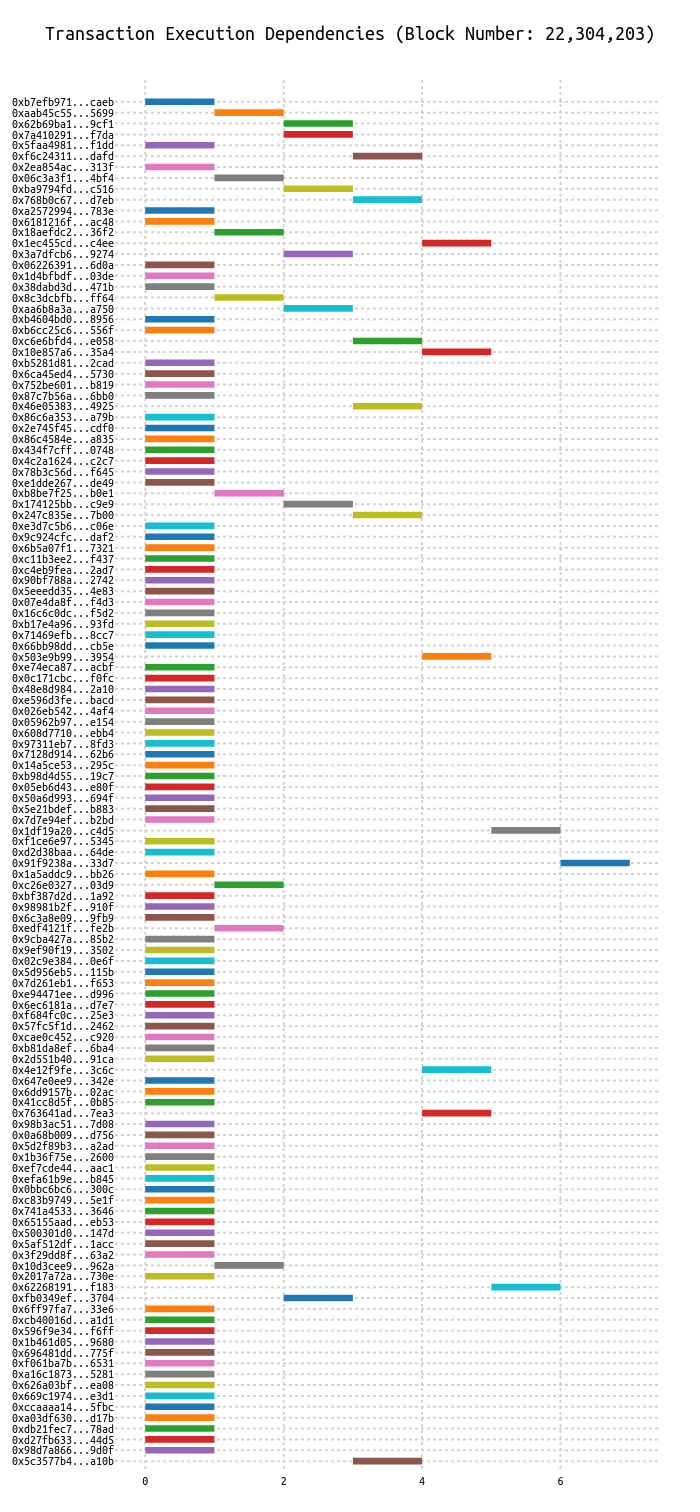 Transaction Execution Dependencies (Block Number: 22,304,203)
0xb7efb971...caeb
0xaab45c55...5699
0x62b69ba1...9cf1
0x7a410291...f7da
0x5faa4981...f1dd
0xf6c24311...dafd
0x2ea854ac...313f
0x06c3a3f1...4bf4
0xba9794fd...c516
0x768b0c67...d7eb
0xa2572994...783e
0x6181216f...ac48
0x18aefdc2...36f2
0x1ec455cd...c4ee
0x3a7dfcb6...9274
0x06226391...6d0a
0x1d4bfbdf...03de
0x38dabd3d...471b
0x8c3dcbfb...ff64
0xaa6b8a3a...a750
0xb4604bd0...8956
0xb6cc25c6...556f
0xc6e6bfd4...e058
0x10e857a6...35a4
0xb5281d81...2cad
0x6ca45ed4...5730
0x752be601...b819
0x87c7b56a...6bb0
0x46e05383...4925
0x86c6a353...a79b
0x2e745f45...cdf0
0x86c4584e...a835
0x434f7cff...0748
0x4c2a1624...c2c7
0x78b3c56d...f645
0xe1dde267...de49
0xb8be7f25...b0e1
0x174125bb...c9e9
0x247c835e...7b00
0xe3d7c5b6...c06e
0x9c924cfc...daf2
0x6b5a07f1...7321
0xc11b3ee2...f437
0xc4eb9fea...2ad7
0x90bf788a...2742
0x5eeedd35...4e83
0x07e4da8f...f4d3
0x16c6c0dc...f5d2
0xb17e4a96...93fd
0x71469efb...8cc7
0x66bb98dd...cb5e
0x503e9b99...3954
0xe74eca87...acbf
0x0c171cbc...f0fc
0x48e8d984...2a10
0xe596d3fe...bacd
0x026eb542...4af4
0x05962b97...e154
0x608d7710...ebb4
0x97311eb7...8fd3
0x7128d914...62b6
0x14a5ce53...295c
0xb98d4d55...19c7
0x05eb6d43...e80f
0x50a6d993...694f
0x5e21bdef...b883
0x7d7e94ef...b2bd
0x1df19a20...c4d5
0xf1ce6e97...5345
0xd2d38baa...64de
0x91f9238a...33d7
0x1a5addc9...bb26
0xc26e0327...03d9
0xbf387d2d...1a92
0x98981b2f...910f
0x6c3a8e09...9fb9
0xedf4121f...fe2b
0x9cba427a...85b2
0x9ef90f19...3502
0x02c9e384...0e6f
0x5d956eb5...115b
0x7d261eb1...f653
0xe94471ee...d996
0x6ec6181a...d7e7
0xf684fc0c...25e3
0x57fc5f1d...2462
0xcae0c452...c920
0xb81da8ef...6ba4
0x2d551b40...91ca
0x4e12f9fe...3c6c
0x647e0ee9...342e
0x6dd9157b...02ac
0x41cc8d5f...0b85
0x763641ad...7ea3
0x98b3ac51...7d08
0x0a68b009...d756
0x5d2f89b3...a2ad
0x1b36f75e...2600
0xef7cde44...aac1
0xefa61b9e...b845
0x0bbc6bc6...300c
0xc83b9749...5e1f
0x741a4533...3646
0x65155aad...eb53
0x500301d0...147d
0x5af512df...1acc
0x3f29dd8f...63a2
0x10d3cee9...962a
0x2017a72a...730e
0x62268191...f183
0xfb0349ef...3704
0x6ff97fa7...33e6
0xcb40016d...a1d1
0x596f9e34...f6ff
0x1b461d05...9680
0x696481dd...775f
0xf061ba7b...6531
0xa16c1873...5281
0x626a03bf...ea08
0x669c1974...e3d1
0xccaaaa14...5fbc
0xa03df630...d17b
0xdb21fec7...78ad
0xd27fb633...44d5
0x98d7a866...9d0f
0x5c3577b4...a10b
0 2 4 6